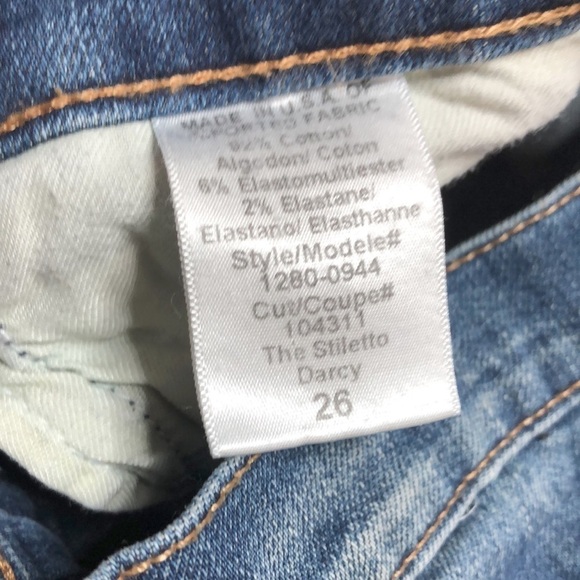 MADE IN U.S.A. OF
IMPORTED FABRIC
92% Cotton/
Algodon/ Coton
6% Elastomultiester
2% Elastane/
Elastano/ Elasthanne
Style/Modele#
1280-0944
Cut/Coupe#
104311
The Stiletto
Darcy
26